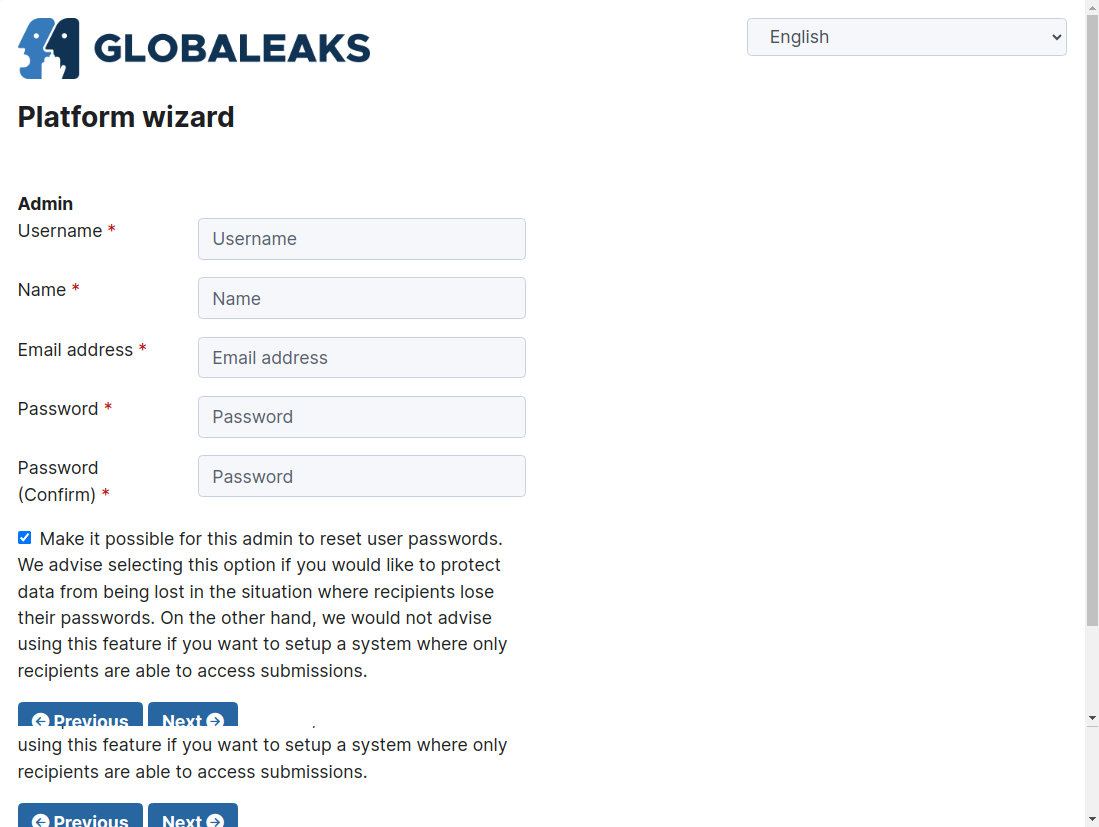 GLOBALEAKS
English
Platform wizard
Admin
Username *
Username
Name *
Name
Email address *
Email address
Password *
Password
Password
(Confirm) *
Password
Make it possible for this admin to reset user passwords.
We advise selecting this option if you would like to protect
data from being lost in the situation where recipients lose
their passwords. On the other hand, we would not advise
using this feature if you want to setup a system where only
recipients are able to access submissions.
Previous Next
using this feature if you want to setup a system where only
recipients are able to access submissions.
Previous Next